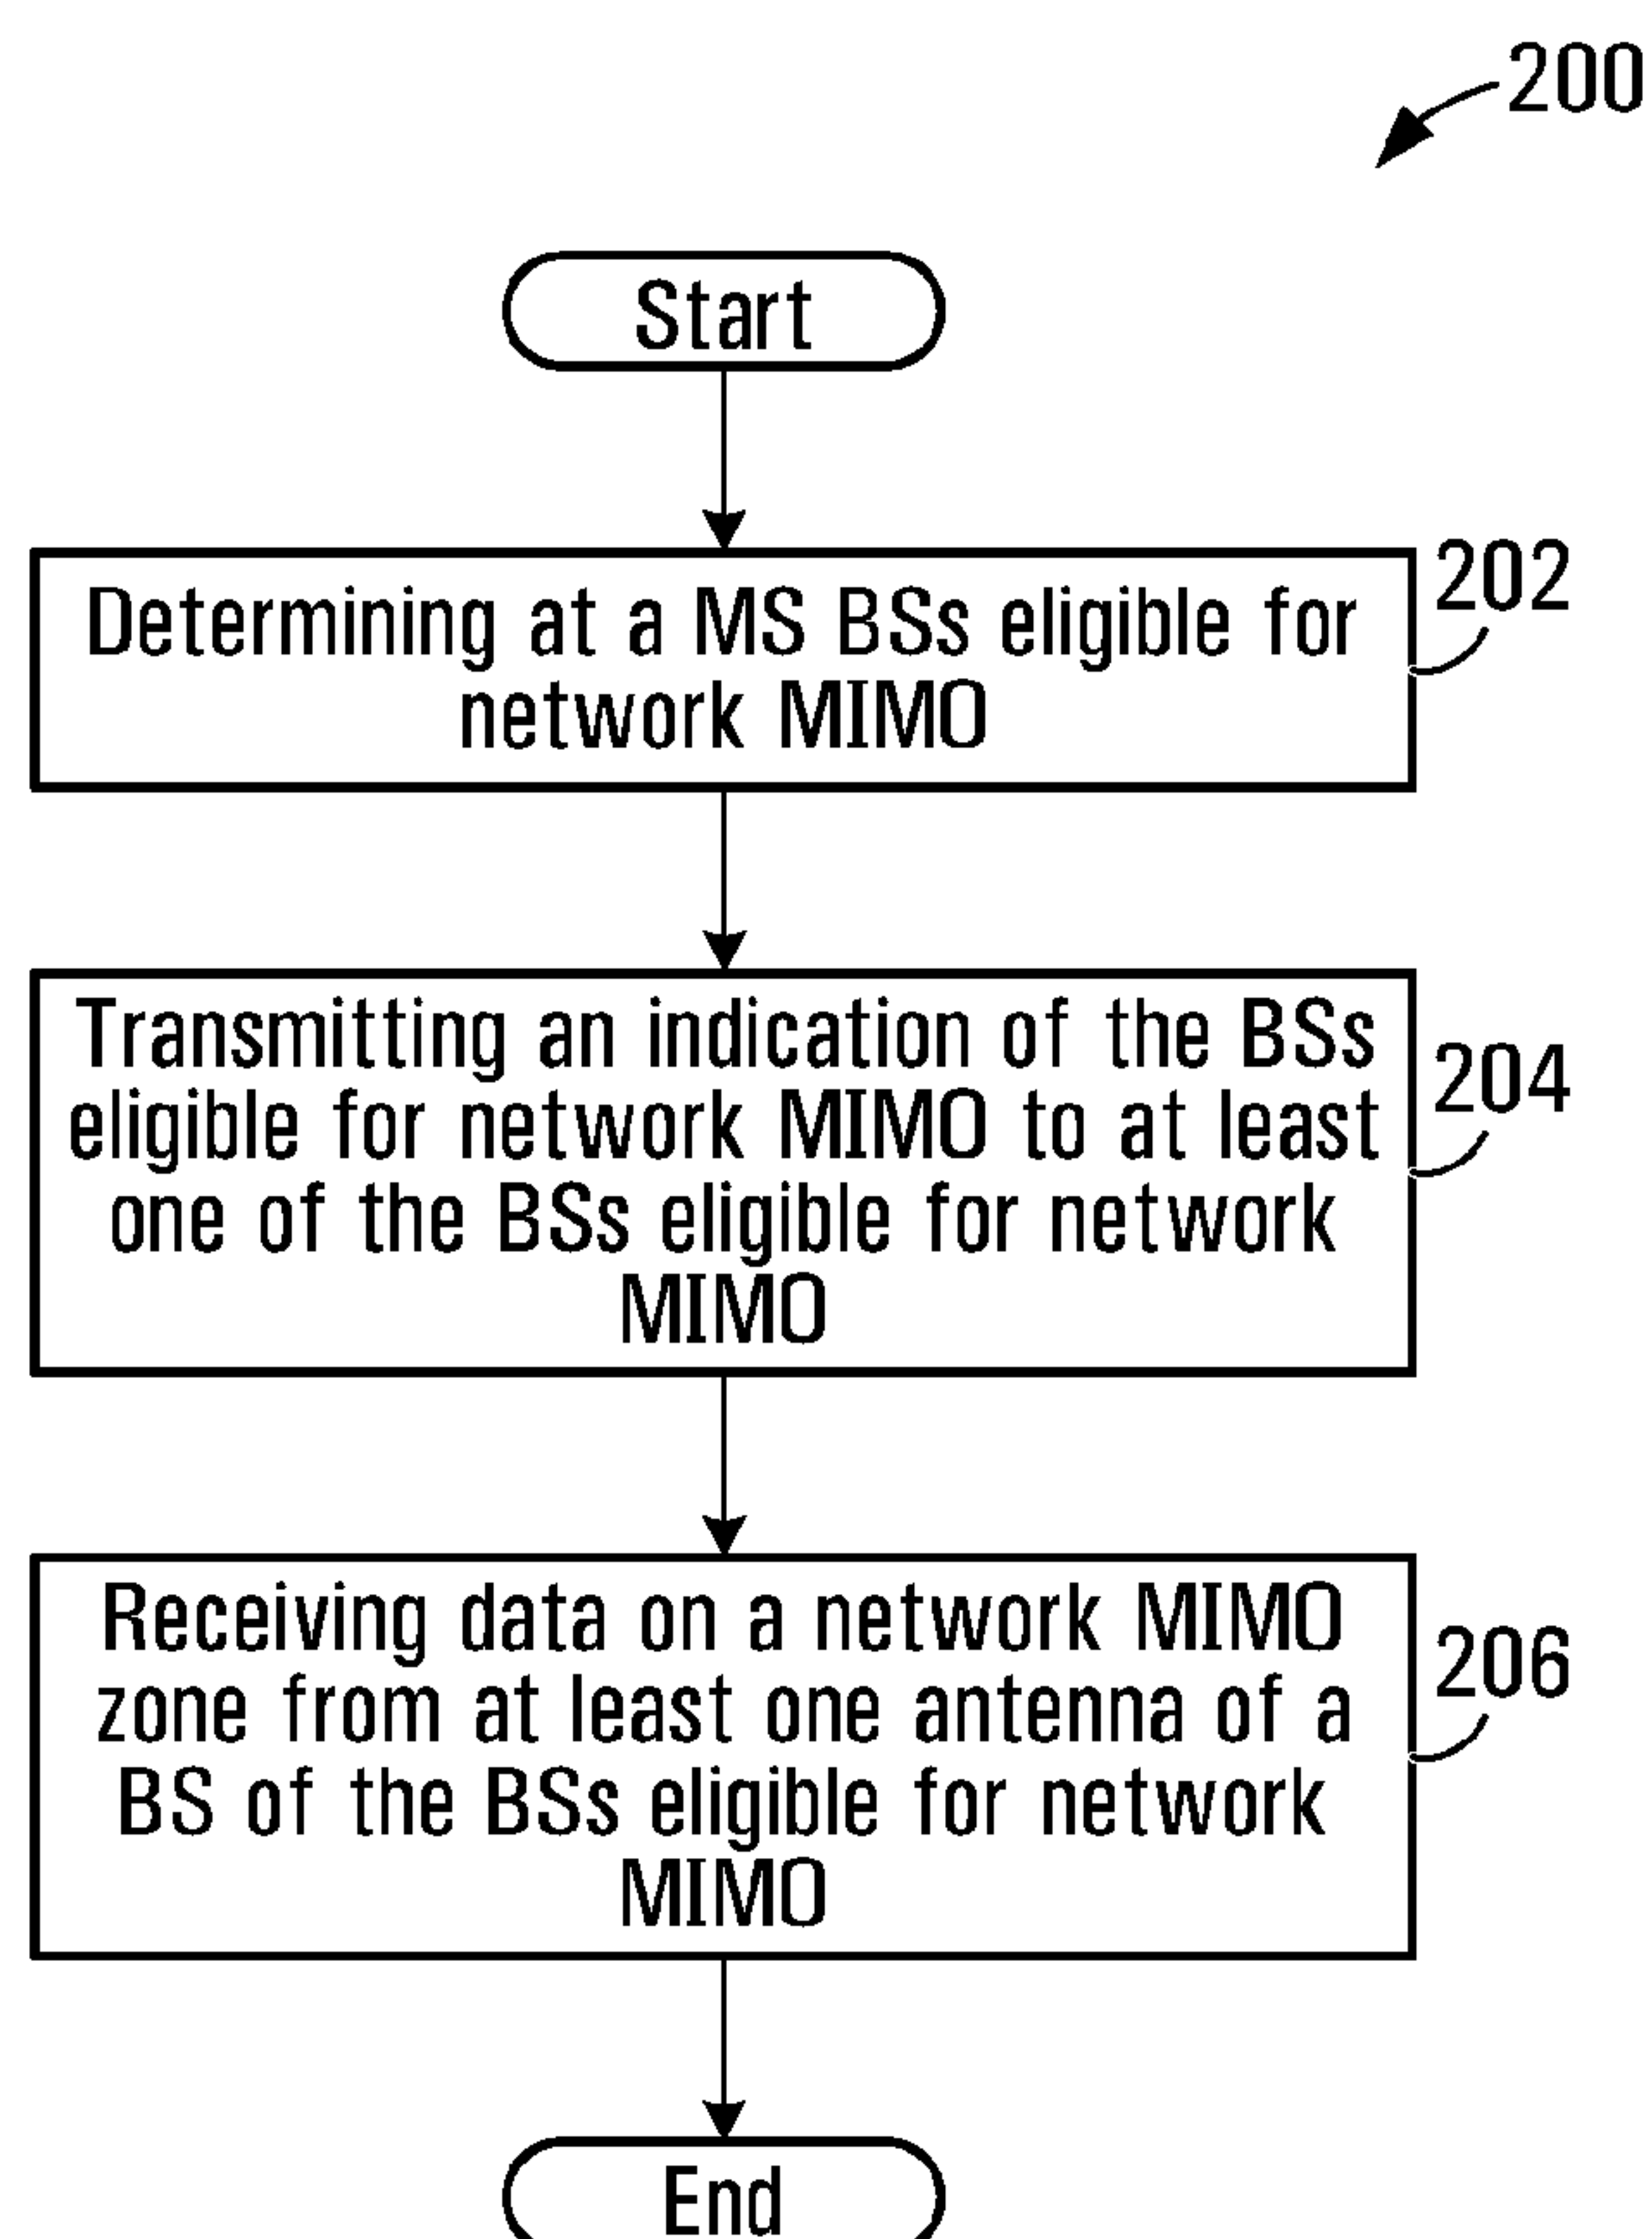 200
Start
Determining at a MS BSs eligible for
network MIMO
202
Transmitting an indication of the BSs
eligible for network MIMO to at least
one of the BSs eligible for network
MIMO
204
Receiving data on a network MIMO
zone from at least one antenna of a
BS of the BSs eligible for network
MIMO
206
End